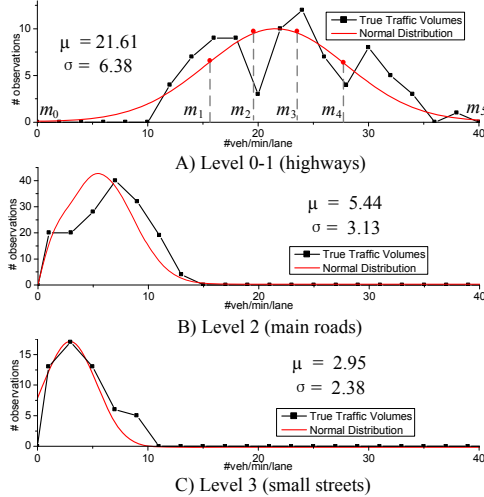 15
10
5
0
# observations
μ = 21.61
σ = 6.38
True Traffic Volumes
Normal Distribution
m0 m1 m2 m3 m4 m5
0 10 20 30 40
#veh/min/lane
A) Level 0-1 (highways)
40
30
20
10
0
# observations
μ = 5.44
σ = 3.13
True Traffic Volumes
Normal Distribution
0 10 20 30 40
B) Level 2 (main roads)
15
10
5
0
# observations
μ = 2.95
σ = 2.38
True Traffic Volumes
Normal Distribution
0 10 20 30 40
#veh/min/lane
C) Level 3 (small streets)